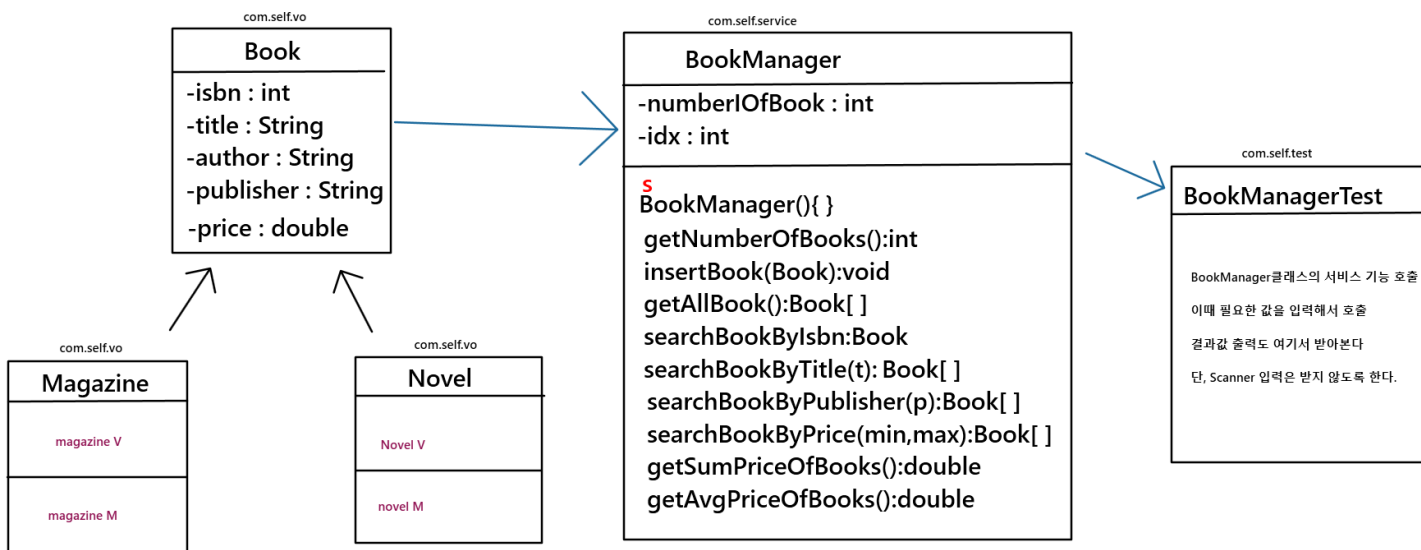 com.self.vo
Book
-isbn : int
-title : String
-author : String
-publisher : String
-price : double
com.self.vo
Magazine
magazine V
magazine M
com.self.vo
Novel
Novel V
novel M
com.self.service
BookManager
-numberIOfBook : int
-idx : int
S
BookManager(){ }
getNumberOfBooks():int
insertBook(Book):void
getAllBook():Book[ ]
searchBookByIsbn:Book
searchBookByTitle(t): Book[ ]
searchBookByPublisher(p):Book[ ]
searchBookByPrice(min,max):Book[ ]
getSumPriceOfBooks():double
getAvgPriceOfBooks():double
com.self.test
BookManagerTest
BookManager클래스의 서비스 기능 호출
이때 필요한 값을 입력해서 호출
결과값 출력도 여기서 받아본다
단, Scanner 입력은 받지 않도록 한다.